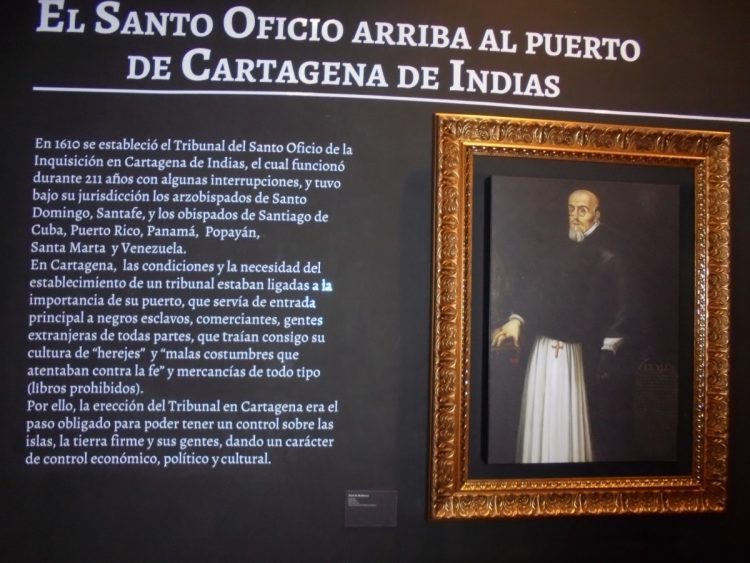 EL SANTO OFICIO ARRIBA AL PUERTO
DE CARTAGENA DE INDIAS
En 1610 se estableció el Tribunal del Santo Oficio de la
Inquisición en Cartagena de Indias, el cual funcionó
durante 211 años con algunas interrupciones, y tuvo
bajo su jurisdicción los arzobispados de Santo
Domingo, Santafe, y los obispados de Santiago de
Cuba, Puerto Rico, Panamá, Popayán,
Santa Marta y Venezuela.
En Cartagena, las condiciones y la necesidad del
establecimiento de un tribunal estaban ligadas a la
importancia de su puerto, que servía de entrada
principal a negros esclavos, comerciantes, gentes
extranjeras de todas partes, que traían consigo su
cultura de “herejes” y “malas costumbres que
atentaban contra la fe” y mercancías de todo tipo
(libros prohibidos).
Por ello, la erección del Tribunal en Cartagena era el
paso obligado para poder tener un control sobre las
islas, la tierra firme y sus gentes, dando un carácter
de control económico, político y cultural.